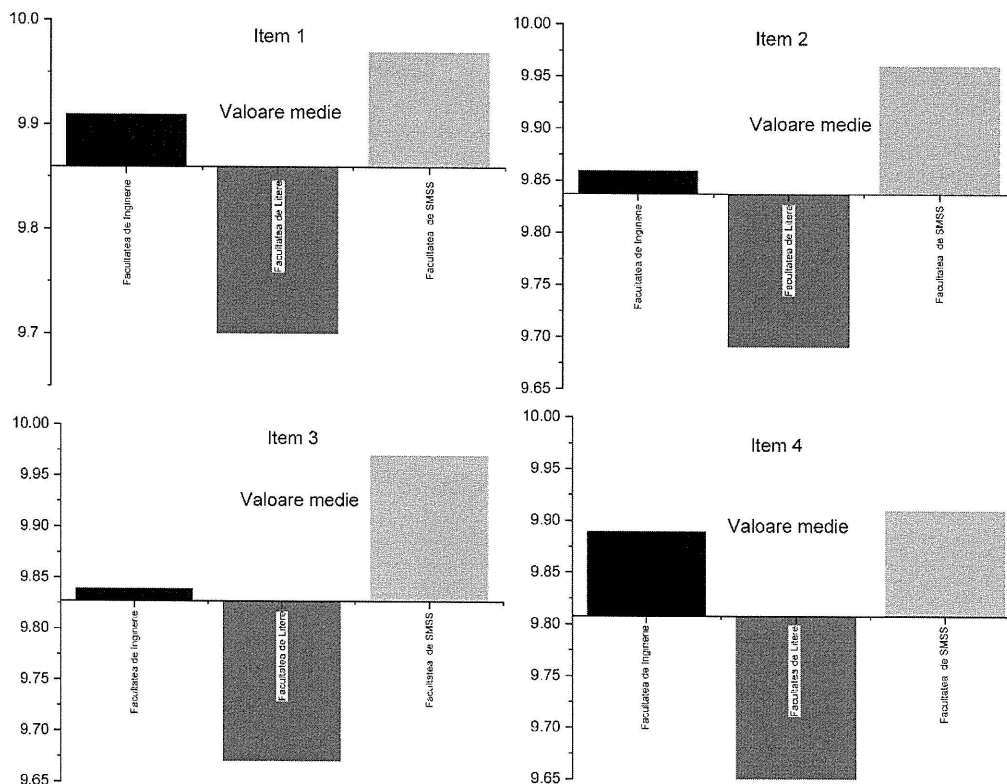 Item 1
10.0
9.9
9.8
9.7
Valoare medie
Facultatea de Inginerie
Facultatea de Litere
Facultatea de SMSS
Item 2
10.00
9.95
9.90
9.85
9.80
9.75
9.70
9.65
Valoare medie
Facultatea de Inginerie
Facultatea de Litere
Facultatea de SMSS
Item 3
10.00
9.95
9.90
9.85
9.80
9.75
9.70
9.65
Valoare medie
Facultatea de Inginerie
Facultatea de Litere
Facultatea de SMSS
Item 4
10.00
9.95
9.90
9.85
9.80
9.75
9.70
9.65
Valoare medie
Facultatea de Inginerie
Facultatea de Litere
Facultatea de SMSS